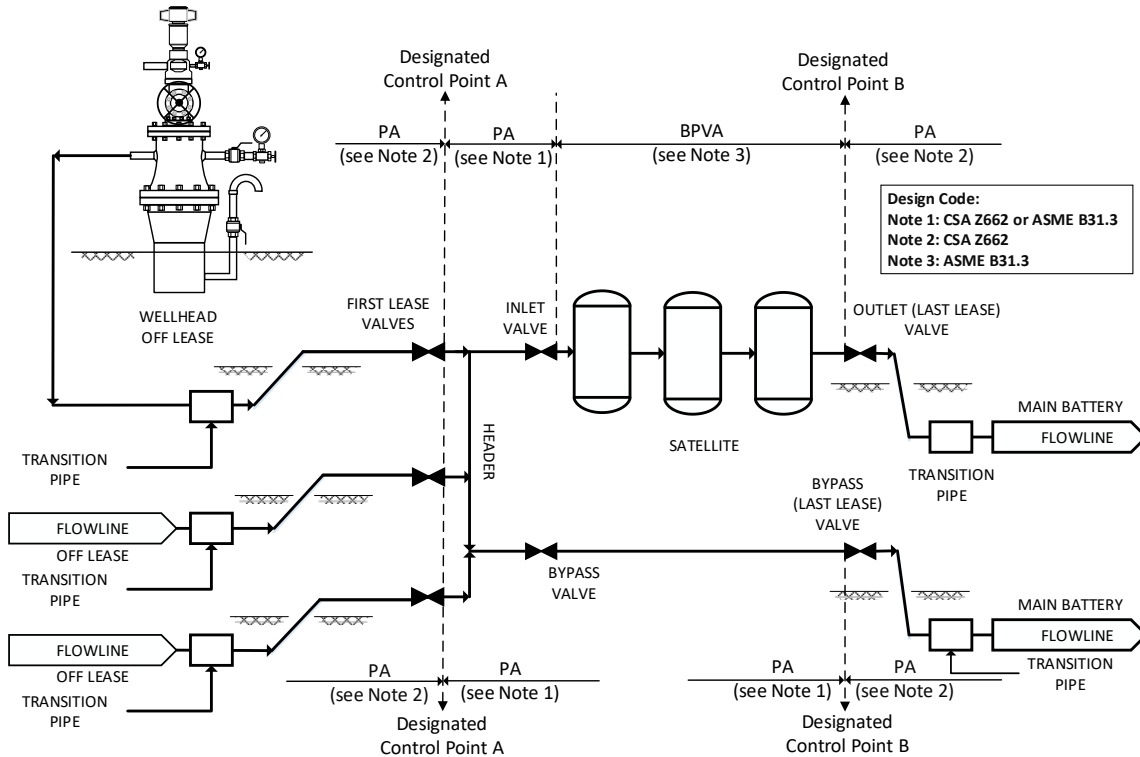 Designated
Control Point A
Designated
Control Point B
PA
(see Note 2)
PA
(see Note 1)
BPVA
(see Note 3)
PA
(see Note 2)
Design Code:
Note 1: CSA Z662 or ASME B31.3
Note 2: CSA Z662
Note 3: ASME B31.3
WELLHEAD
OFF LEASE
FIRST LEASE
VALVES
INLET
VALVE
OUTLET (LAST LEASE)
VALVE
SATELLITE
HEADER
TRANSITION
PIPE
MAIN BATTERY
FLOWLINE
TRANSITION
PIPE
FLOWLINE
OFF LEASE
TRANSITION
PIPE
BYPASS
(LAST LEASE)
VALVE
BYPASS
VALVE
MAIN BATTERY
FLOWLINE
TRANSITION
PIPE
FLOWLINE
OFF LEASE
TRANSITION
PIPE
PA
(see Note 2)
PA
(see Note 1)
PA
(see Note 1)
PA
(see Note 2)
Designated
Control Point A
Designated
Control Point B